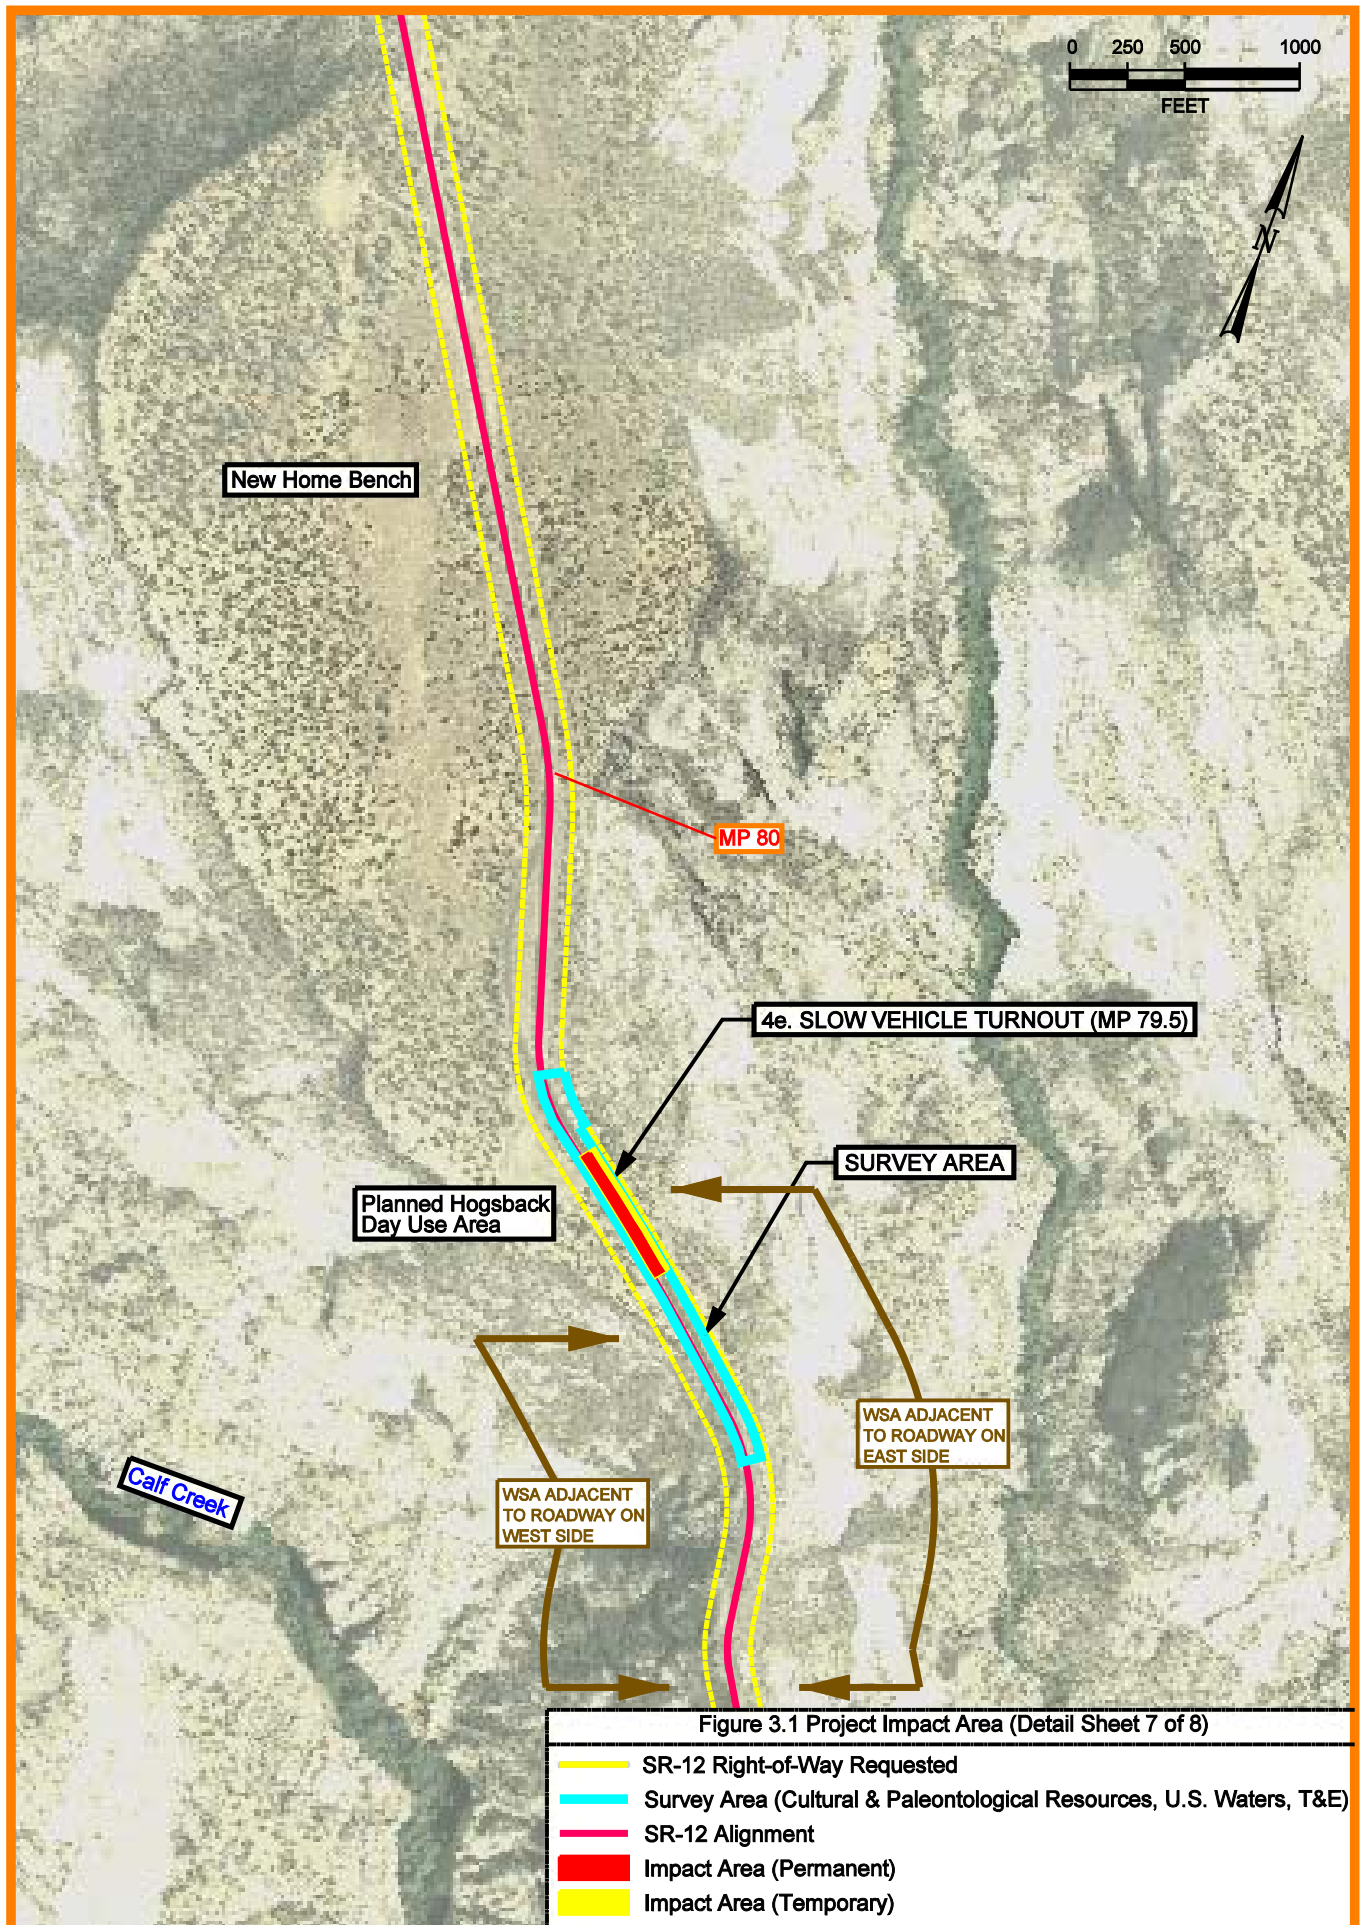 0 250 500 1000
FEET
N
New Home Bench
MP 80
4e. SLOW VEHICLE TURNOUT (MP 79.5)
SURVEY AREA
Planned Hogsback
Day Use Area
WSA ADJACENT
TO ROADWAY ON
EAST SIDE
Calf Creek
WSA ADJACENT
TO ROADWAY ON
WEST SIDE
Figure 3.1 Project Impact Area (Detail Sheet 7 of 8)
SR-12 Right-of-Way Requested
Survey Area (Cultural & Paleontological Resources, U.S. Waters, T&E)
SR-12 Alignment
Impact Area (Permanent)
Impact Area (Temporary)